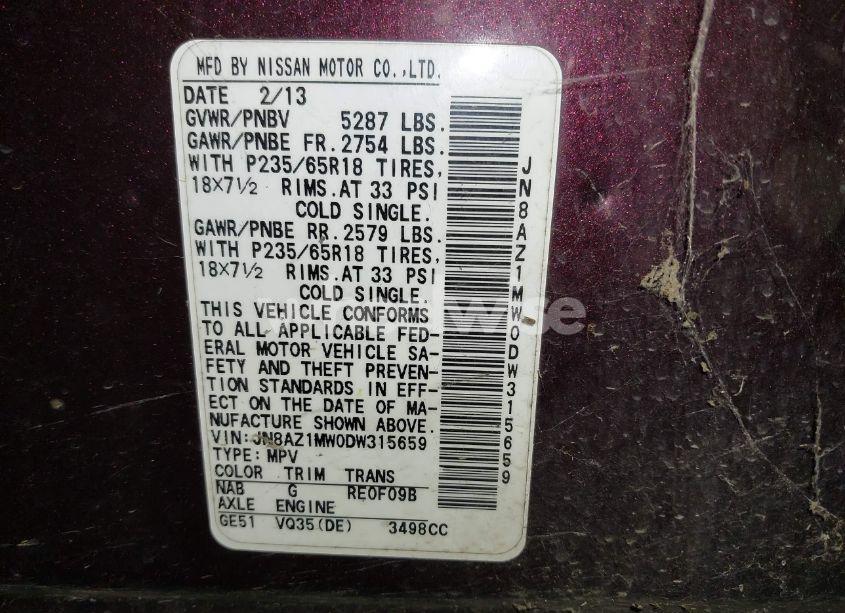 MFD BY NISSAN MOTOR CO.,LTD.
DATE 2/13
GVWR/PNBV 5287 LBS.
GAWR/PNBE FR. 2754 LBS.
WITH P235/65R18 TIRES,
18×7½ RIMS. AT 33 PSI
COLD SINGLE.
GAWR/PNBE RR. 2579 LBS.
WITH P235/65R18 TIRES,
18×7½ RIMS. AT 33 PSI
COLD SINGLE.
THIS VEHICLE CONFORMS
TO ALL APPLICABLE FED-
ERAL MOTOR VEHICLE SA-
FETY AND THEFT PREVEN-
TION STANDARDS IN EFF-
ECT ON THE DATE OF MA-
NUFACTURE SHOWN ABOVE.
VIN: JN8AZ1MW0DW315659
TYPE: MPV
COLOR TRIM TRANS
NAB G RE0F09B
AXLE ENGINE
GE51 VQ35(DE) 3498CC
JN8AZ1MW0DW315659